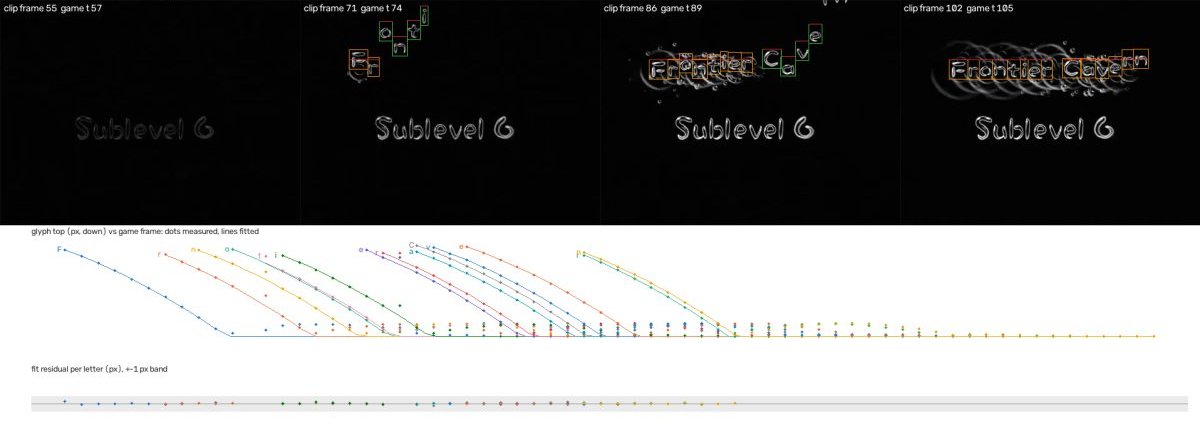 clip frame 55 game t 57
clip frame 71 game t 74
clip frame 86 game t 89
clip frame 102 game t 105
Sublevel 6
F r o n t i
Sublevel 6
Frontier Cave
Sublevel 6
Frontier Cavern
Sublevel 6
glyph top (px, down) vs game frame: dots measured, lines fitted
F r n o t i e r C a v e n r
fit residual per letter (px), +-1 px band